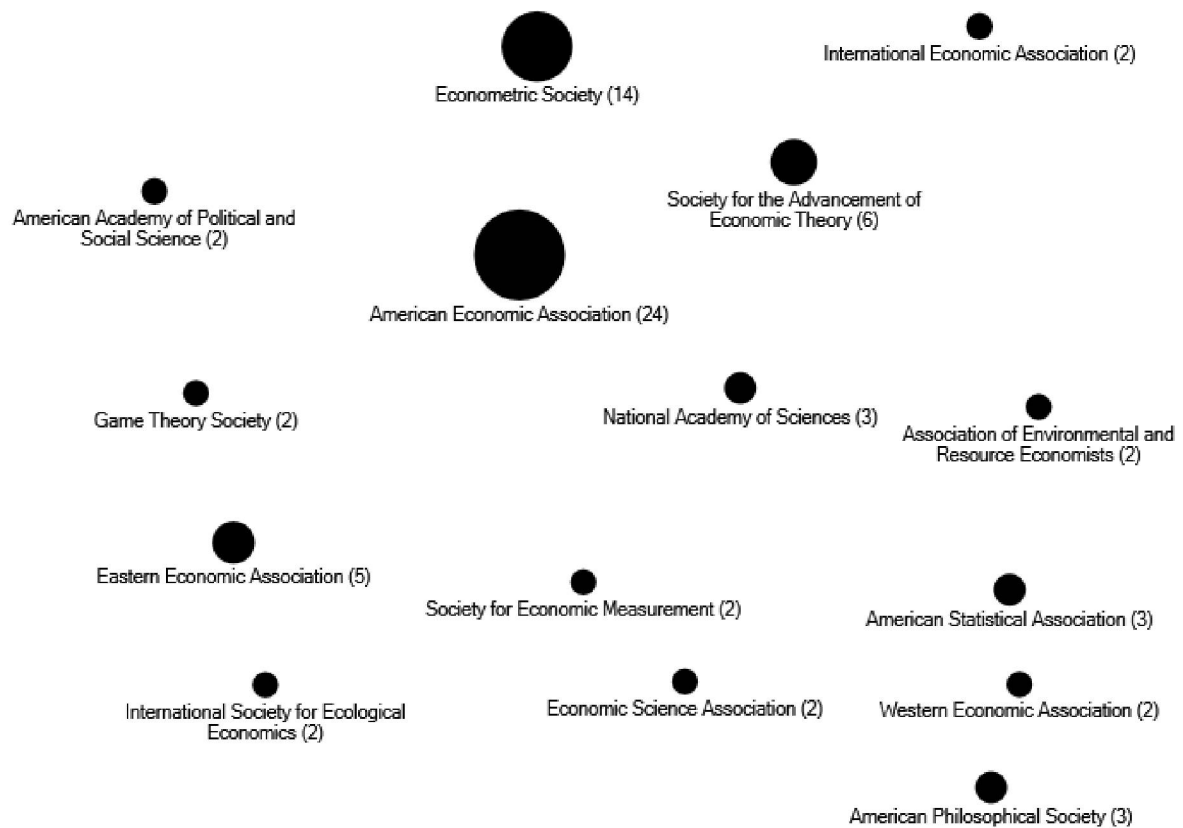 International Economic Association (2)
Econometric Society (14)
Society for the Advancement of
Economic Theory (6)
American Academy of Political and
Social Science (2)
American Economic Association (24)
Game Theory Society (2)
National Academy of Sciences (3)
Association of Environmental and
Resource Economists (2)
Eastern Economic Association (5)
Society for Economic Measurement (2)
American Statistical Association (3)
International Society for Ecological
Economics (2)
Economic Science Association (2)
Western Economic Association (2)
American Philosophical Society (3)